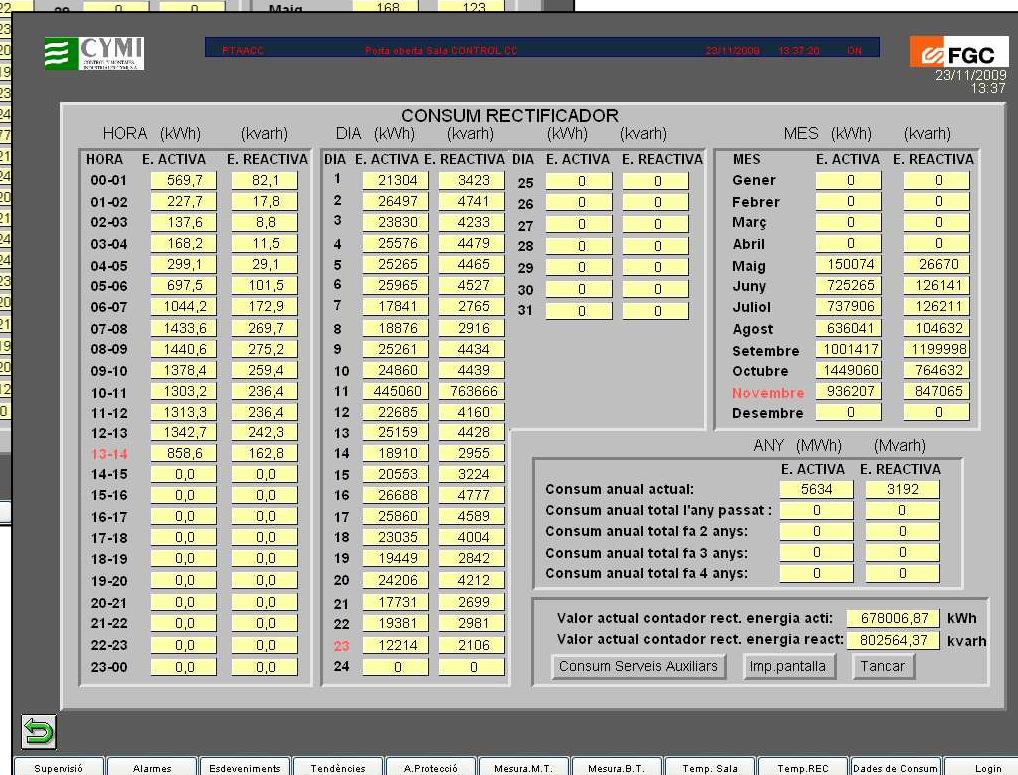 168 123
CYMI
PTAACC Porta oberta Sala CONTROL CC 23/11/2009 13:37:20 ON
FGC
23/11/2009
13:37
CONSUM RECTIFICADOR
HORA (kWh) (kvarh) DIA (kWh) (kvarh) (kWh) (kvarh) MES (kWh) (kvarh)
HORA E. ACTIVA E. REACTIVA DIA E. ACTIVA E. REACTIVA DIA E. ACTIVA E. REACTIVA MES E. ACTIVA E. REACTIVA
00-01 569,7 82,1 1 21304 3423 25 0 0 Gener 0 0
01-02 227,7 17,8 2 26497 4741 26 0 0 Febrer 0 0
02-03 137,6 8,8 3 23830 4233 27 0 0 Març 0 0
03-04 168,2 11,5 4 25576 4479 28 0 0 Abril 0 0
04-05 299,1 29,1 5 25265 4465 29 0 0 Maig 150074 26670
05-06 697,5 101,5 6 25965 4527 30 0 0 Juny 725265 126141
06-07 1044,2 172,9 7 17841 2765 31 0 0 Juliol 737906 126211
07-08 1433,6 269,7 8 18876 2916 Agost 636041 104632
08-09 1440,6 275,2 9 25261 4434 Setembre 1001417 1199998
09-10 1378,4 259,4 10 24860 4439 Octubre 1449060 764632
10-11 1303,2 236,4 11 445060 763666 Novembre 936207 847065
11-12 1313,3 236,4 12 22685 4160 Desembre 0 0
12-13 1342,7 242,3 13 25159 4428
13-14 858,6 162,8 14 18910 2955 ANY (MWh) (Mvarh)
E. ACTIVA E. REACTIVA
14-15 0,0 0,0 15 20553 3224 Consum anual actual: 5634 3192
15-16 0,0 0,0 16 26688 4777 Consum anual total l'any passat : 0 0
16-17 0,0 0,0 17 25860 4589 Consum anual total fa 2 anys: 0 0
17-18 0,0 0,0 18 23035 4004 Consum anual total fa 3 anys: 0 0
18-19 0,0 0,0 19 19449 2842 Consum anual total fa 4 anys: 0 0
19-20 0,0 0,0 20 24206 4212
20-21 0,0 0,0 21 17731 2699 Valor actual contador rect. energia acti: 678006,87 kWh
21-22 0,0 0,0 22 19381 2981 Valor actual contador rect. energia react: 802564,37 kvarh
22-23 0,0 0,0 23 12214 2106 Consum Serveis Auxiliars Imp.pantalla Tancar
23-00 0,0 0,0 24 0 0
Supervisió Alarmes Esdeveniments Tendències A.Protecció Mesura.M.T. Mesura.B.T. Temp. Sala Temp.REC Dades de Consum Login